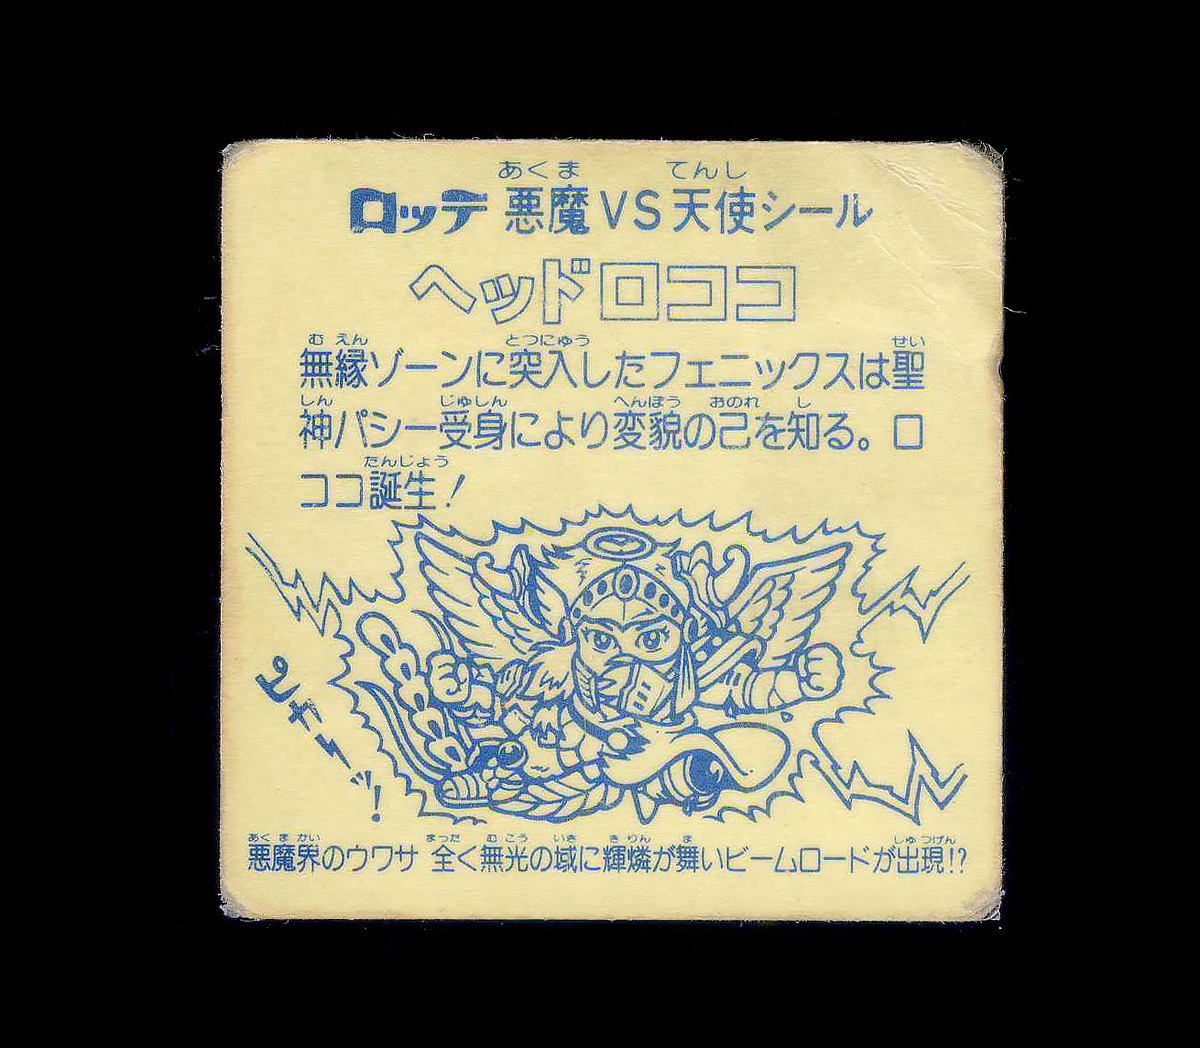 あくま てんし
ロッテ 悪魔VS天使シール
ヘッドロココ
むえん とつにゅう せい
無縁ゾーンに突入したフェニックスは聖
しん じゅしん へんぼう おのれ し
神パシー受身により変貌の己を知る。ロ
たんじょう
ココ誕生!
ピャーッ!
あくまかい まった むこう いき きりん ま しゅつげん
悪魔界のウワサ 全く無光の域に輝燐が舞いビームロードが出現!?